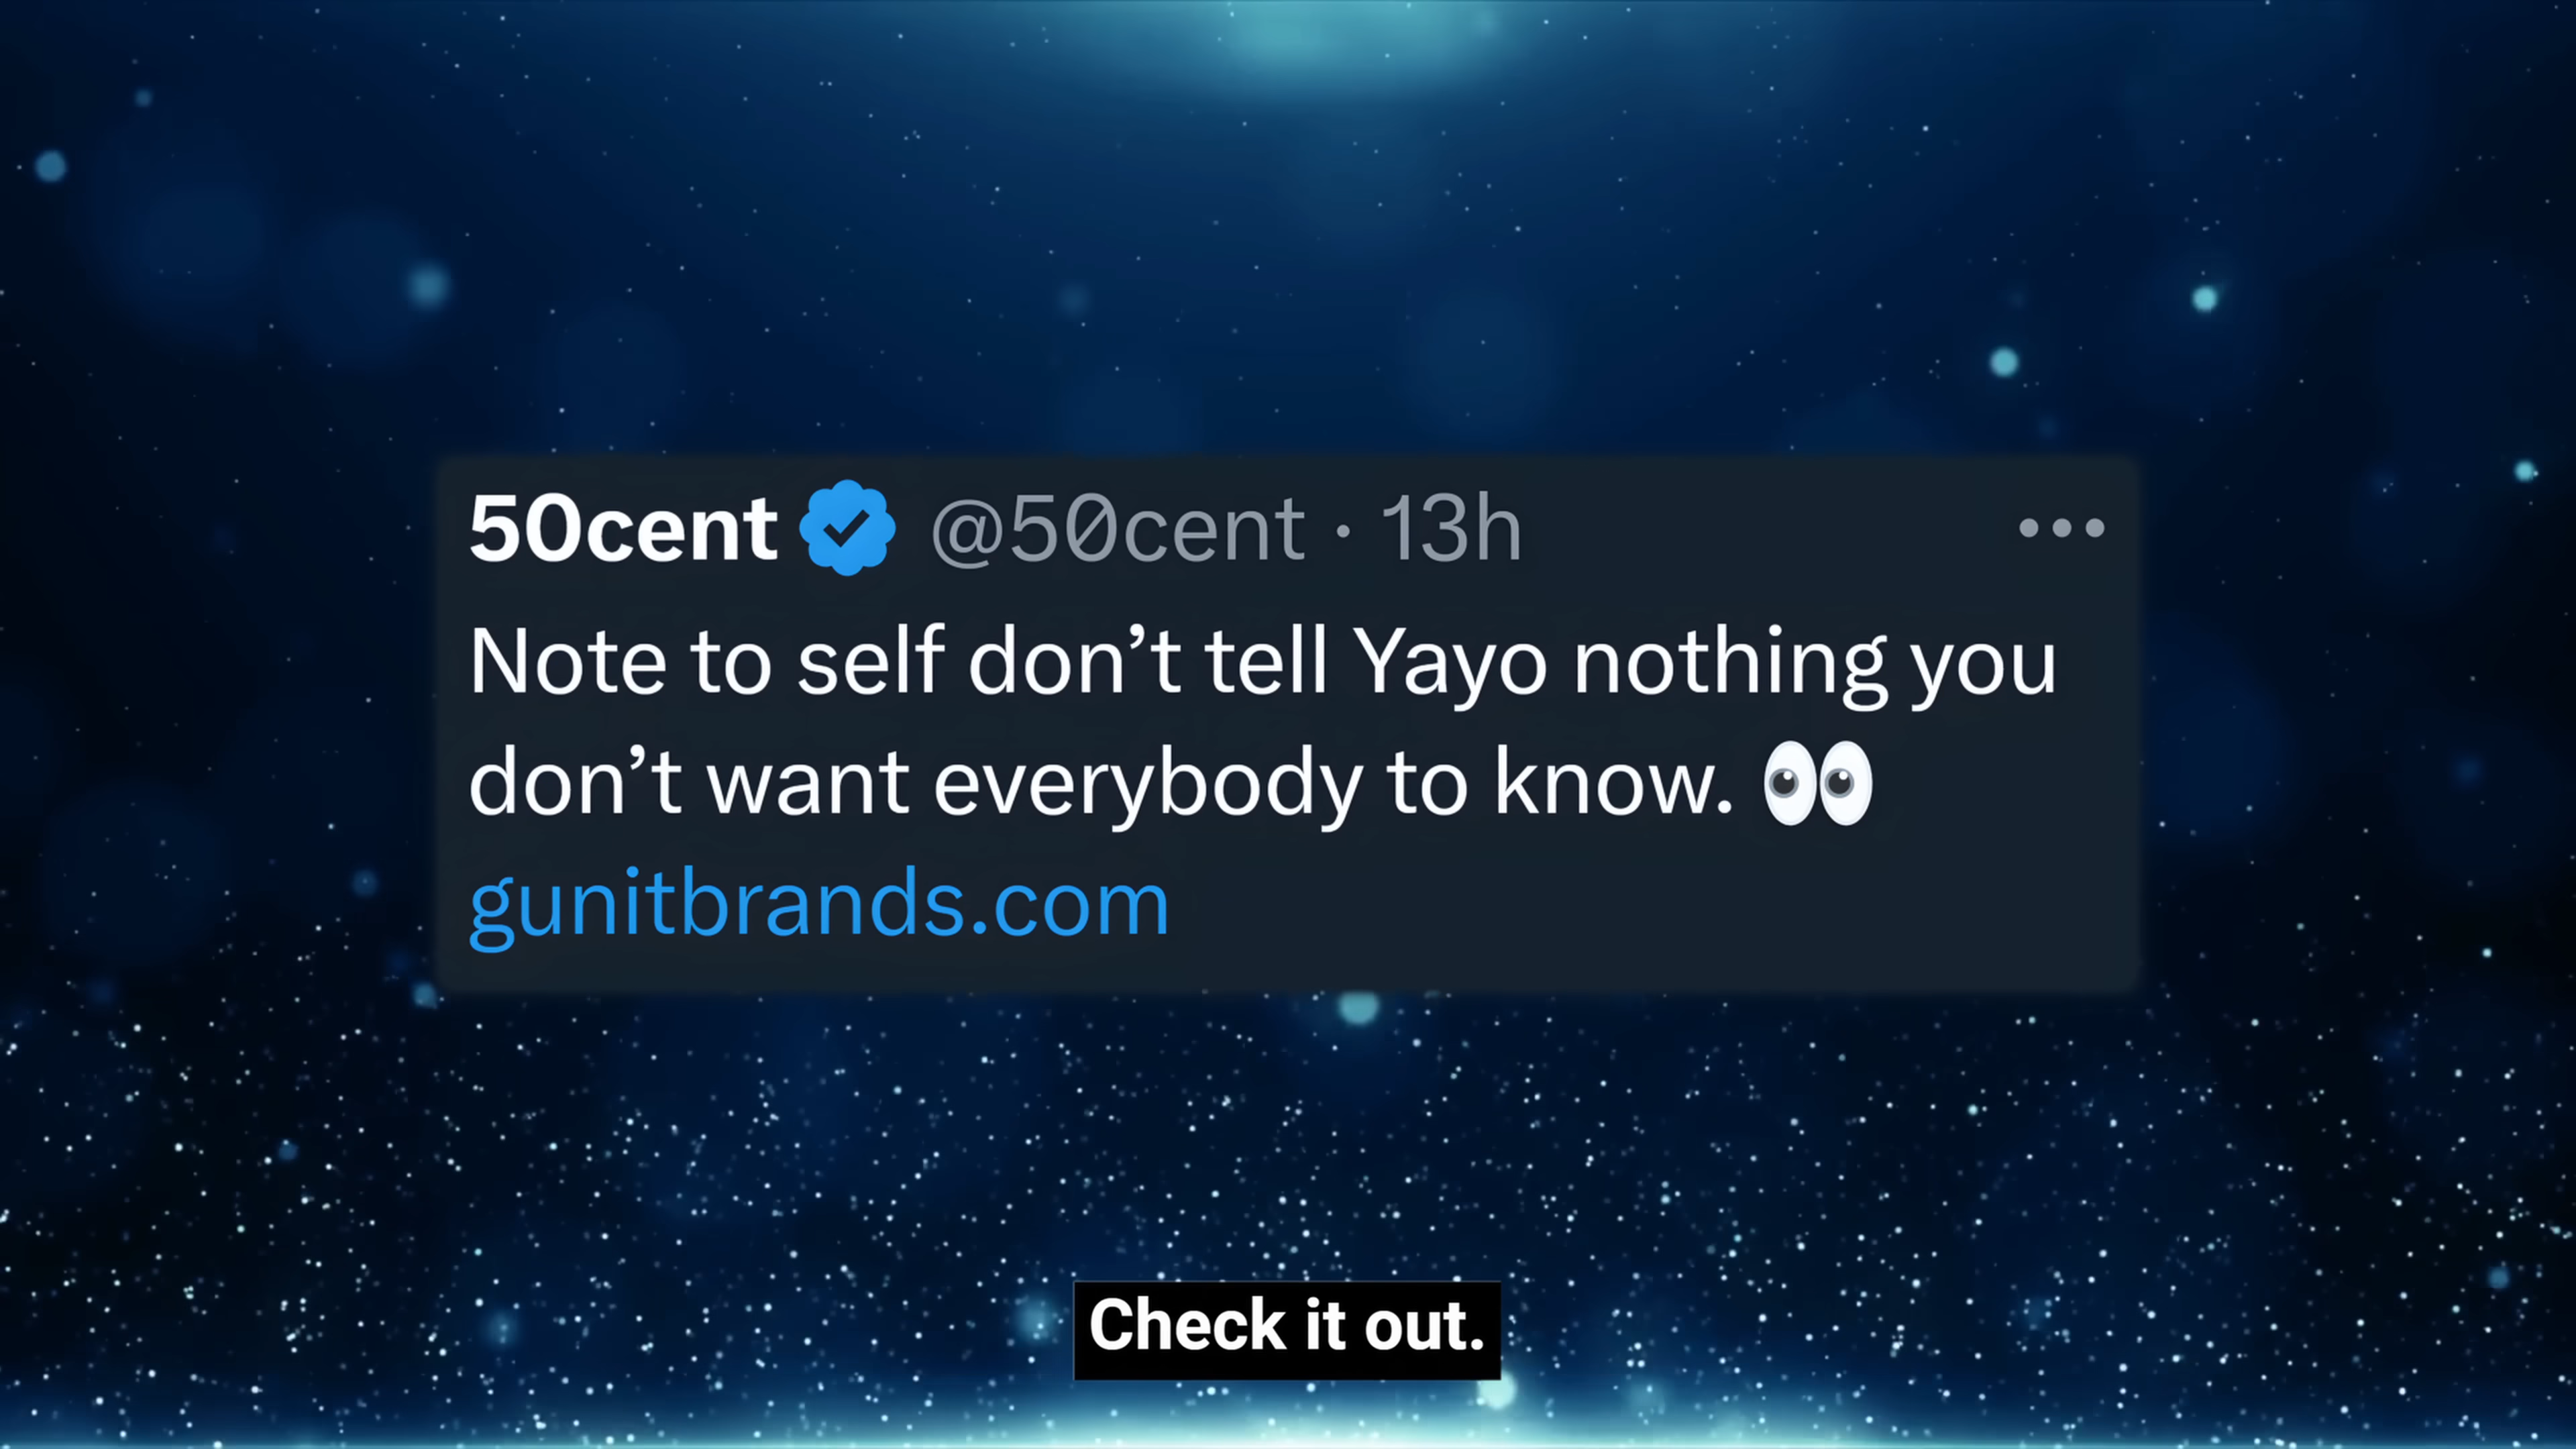 50cent @50cent · 13h
Note to self don’t tell Yayo nothing you
don’t want everybody to know. 👀
gunitbrands.com
Check it out.